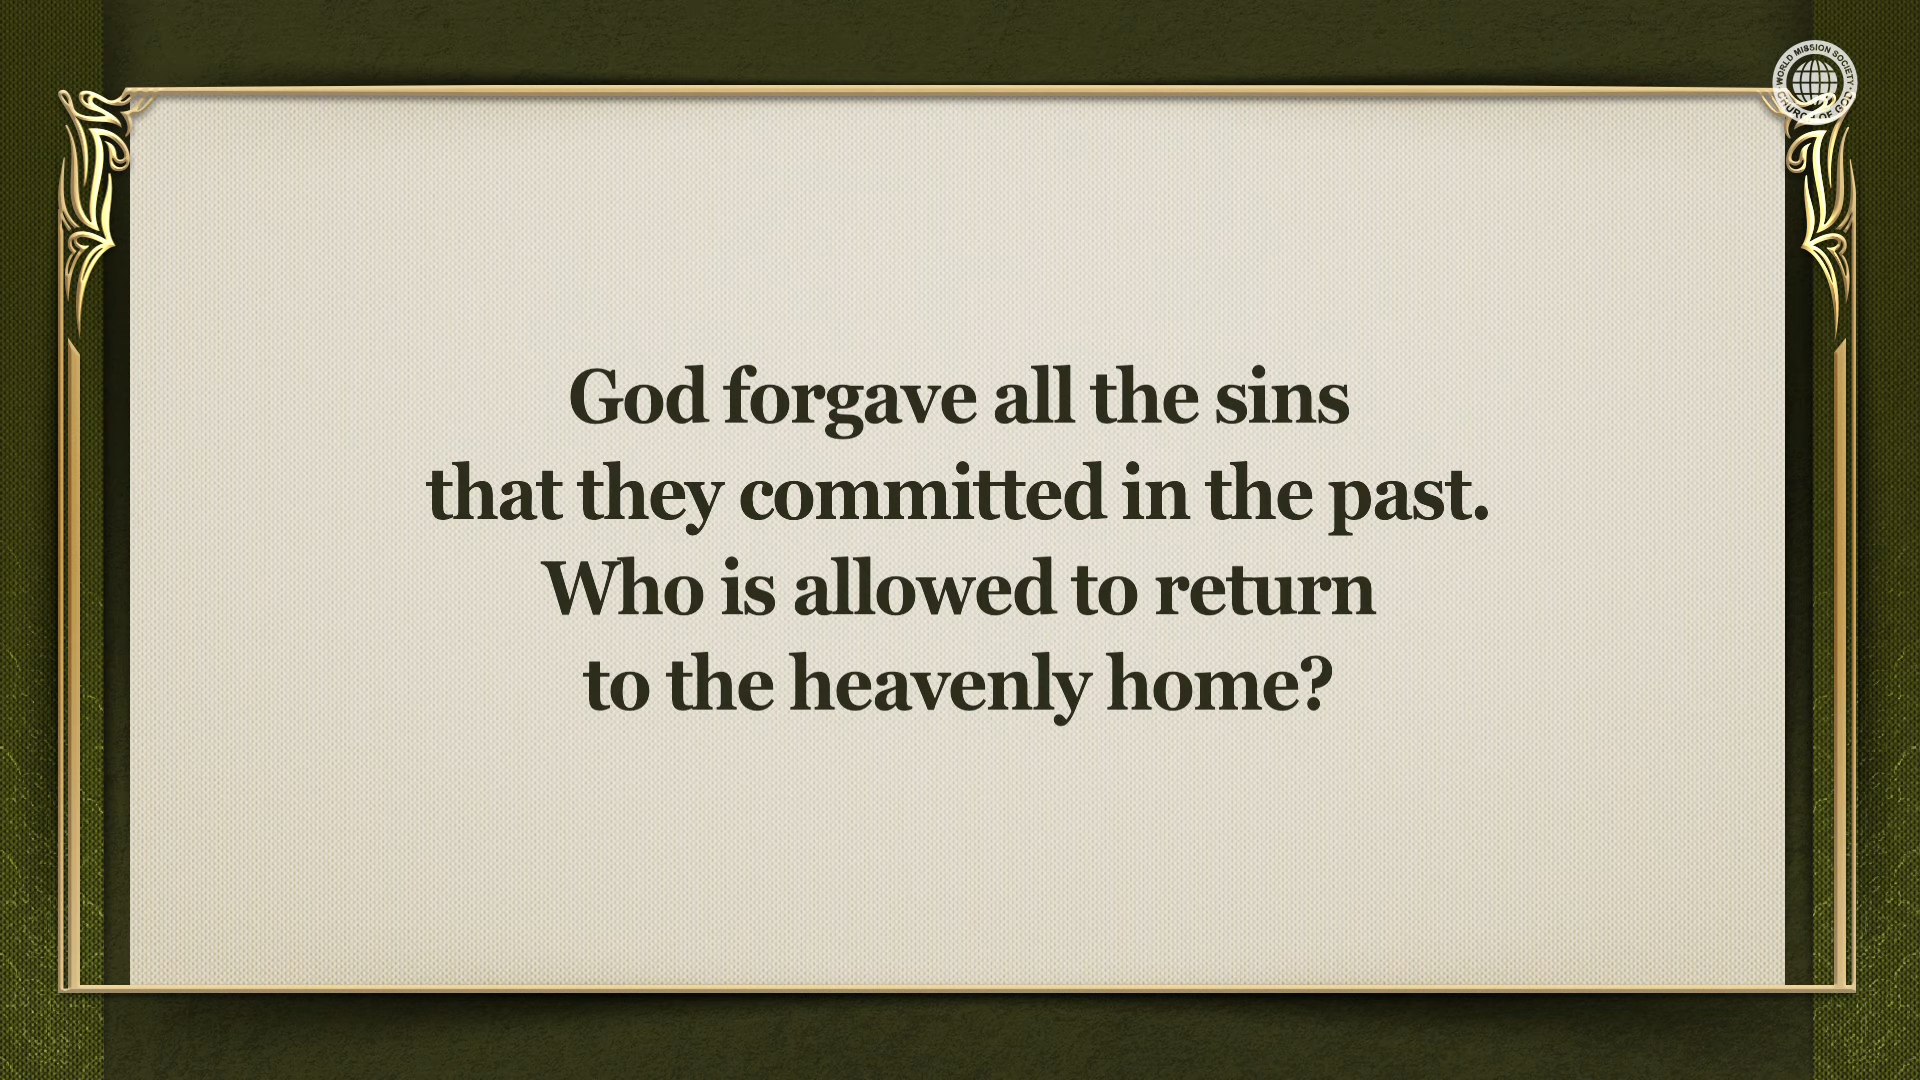 WORLD MISSION SOCIETY
CHURCH OF GOD
God forgave all the sins
that they committed in the past.
Who is allowed to return
to the heavenly home?